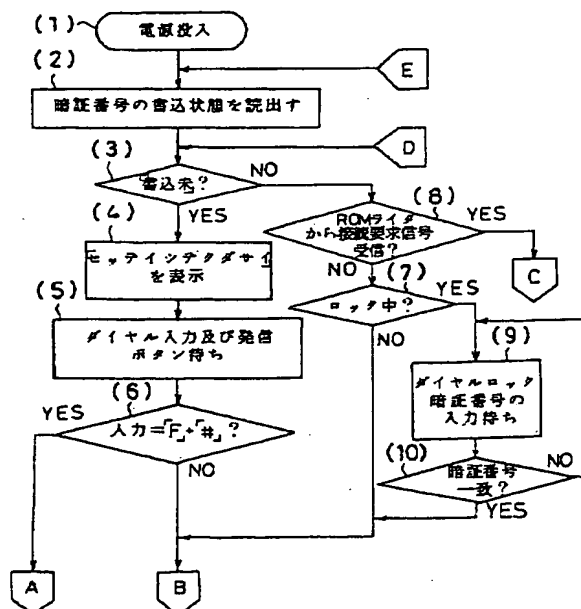 (1)
電源投入
E
(2)
暗証番号の書込状態を読出す
D
(3)
「書込未」?
NO
YES
(8)
ROMライタ
から接続要求信号
受信?
YES
NO
C
(4)
「セッテイシテクダサイ」
を表示
(7)
ロック中?
YES
NO
(5)
ダイヤル入力及び発信
ボタン待ち
(9)
ダイヤルロック
暗証番号の
入力待ち
(6)
入力=「F」+「#」?
YES
NO
(10)
暗証番号
一致?
NO
YES
A
B